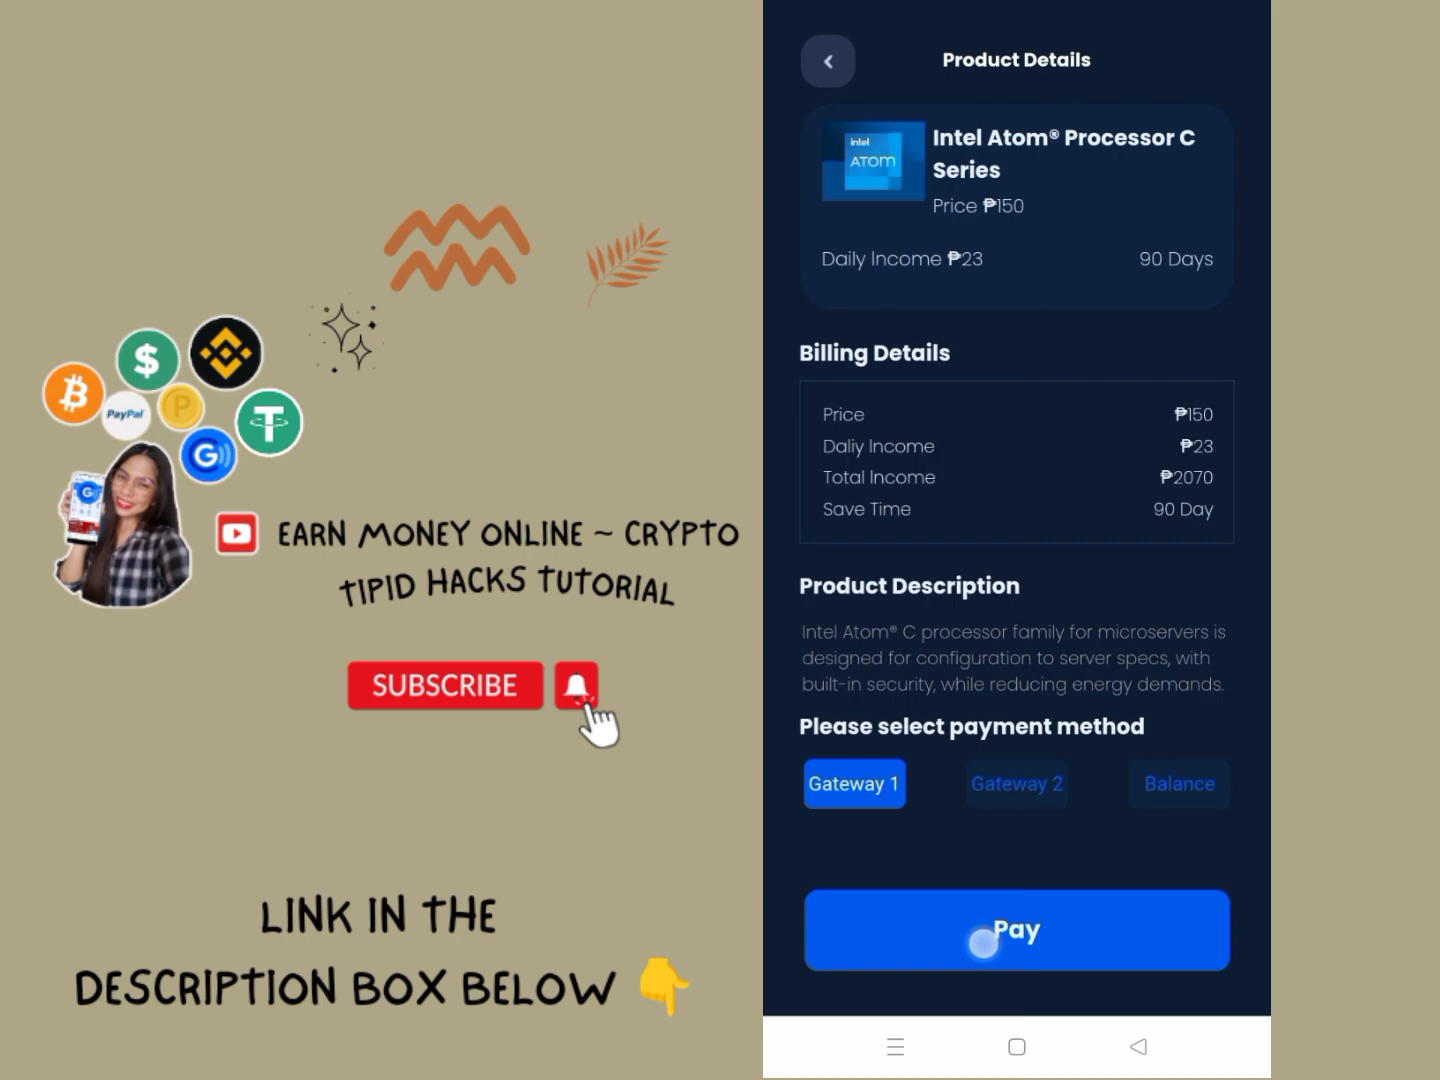 PayPal
P
EARN MONEY ONLINE ~ CRYPTO
TIPID HACKS TUTORIAL
SUBSCRIBE
LINK IN THE
DESCRIPTION BOX BELOW
Product Details
intel
ATOM
Intel Atom® Processor C
Series
Price ₱150
Daily Income ₱23
90 Days
Billing Details
Price ₱150
Daliy Income ₱23
Total Income ₱2070
Save Time 90 Day
Product Description
Intel Atom® C processor family for microservers is
designed for configuration to server specs, with
built-in security, while reducing energy demands.
Please select payment method
Gateway 1 Gateway 2 Balance
Pay